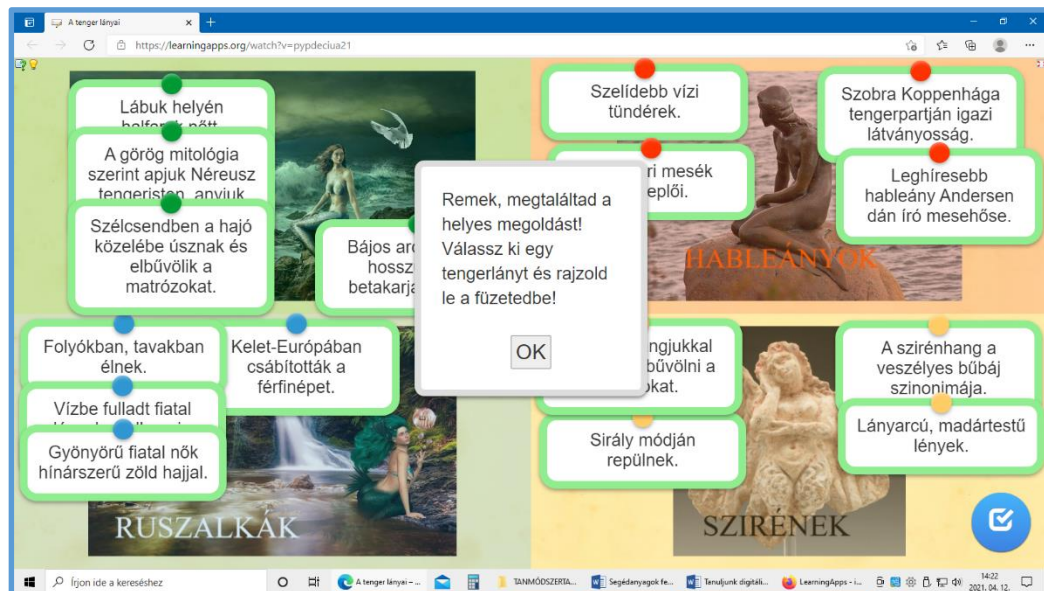 A tenger lányai
https://learningapps.org/watch?v=pypdeciua21
Lábuk helyén
A görög mitológia
szerint apjuk Néreusz
tengeristen, anyjuk
Szélcsendben a hajó
közelébe úsznak és
elbűvölik a
matrózokat.
Bájos
hossz
betakarj
Szelídebb vízi
tündérek.
ri mesék
eplői.
Szobra Koppenhága
tengerpartján igazi
látványosság.
Leghíresebb
hableány Andersen
dán író mesehőse.
HABLEÁNYOK
Remek, megtaláltad a
helyes megoldást!
Válassz ki egy
tengerlányt és rajzold
le a füzetedbe!
OK
Folyókban, tavakban
élnek.
Vízbe fulladt fiatal
Gyönyörű fiatal nők
hínárszerű zöld hajjal.
Kelet-Európában
csábították a
férfinépet.
RUSZALKÁK
ngjukkal
bűvölni a
okat.
Sirály módján
repülnek.
A szirénhang a
veszélyes bűbáj
szinonimája.
Lányarcú, madártestű
lények.
SZIRÉNEK
Írjon ide a kereséshez
A tenger lányai – ...
TANMÓDSZERTA...
Segédanyagok fe...
Tanuljunk digitáli...
LearningApps - i...
14:22
2021. 04. 12.